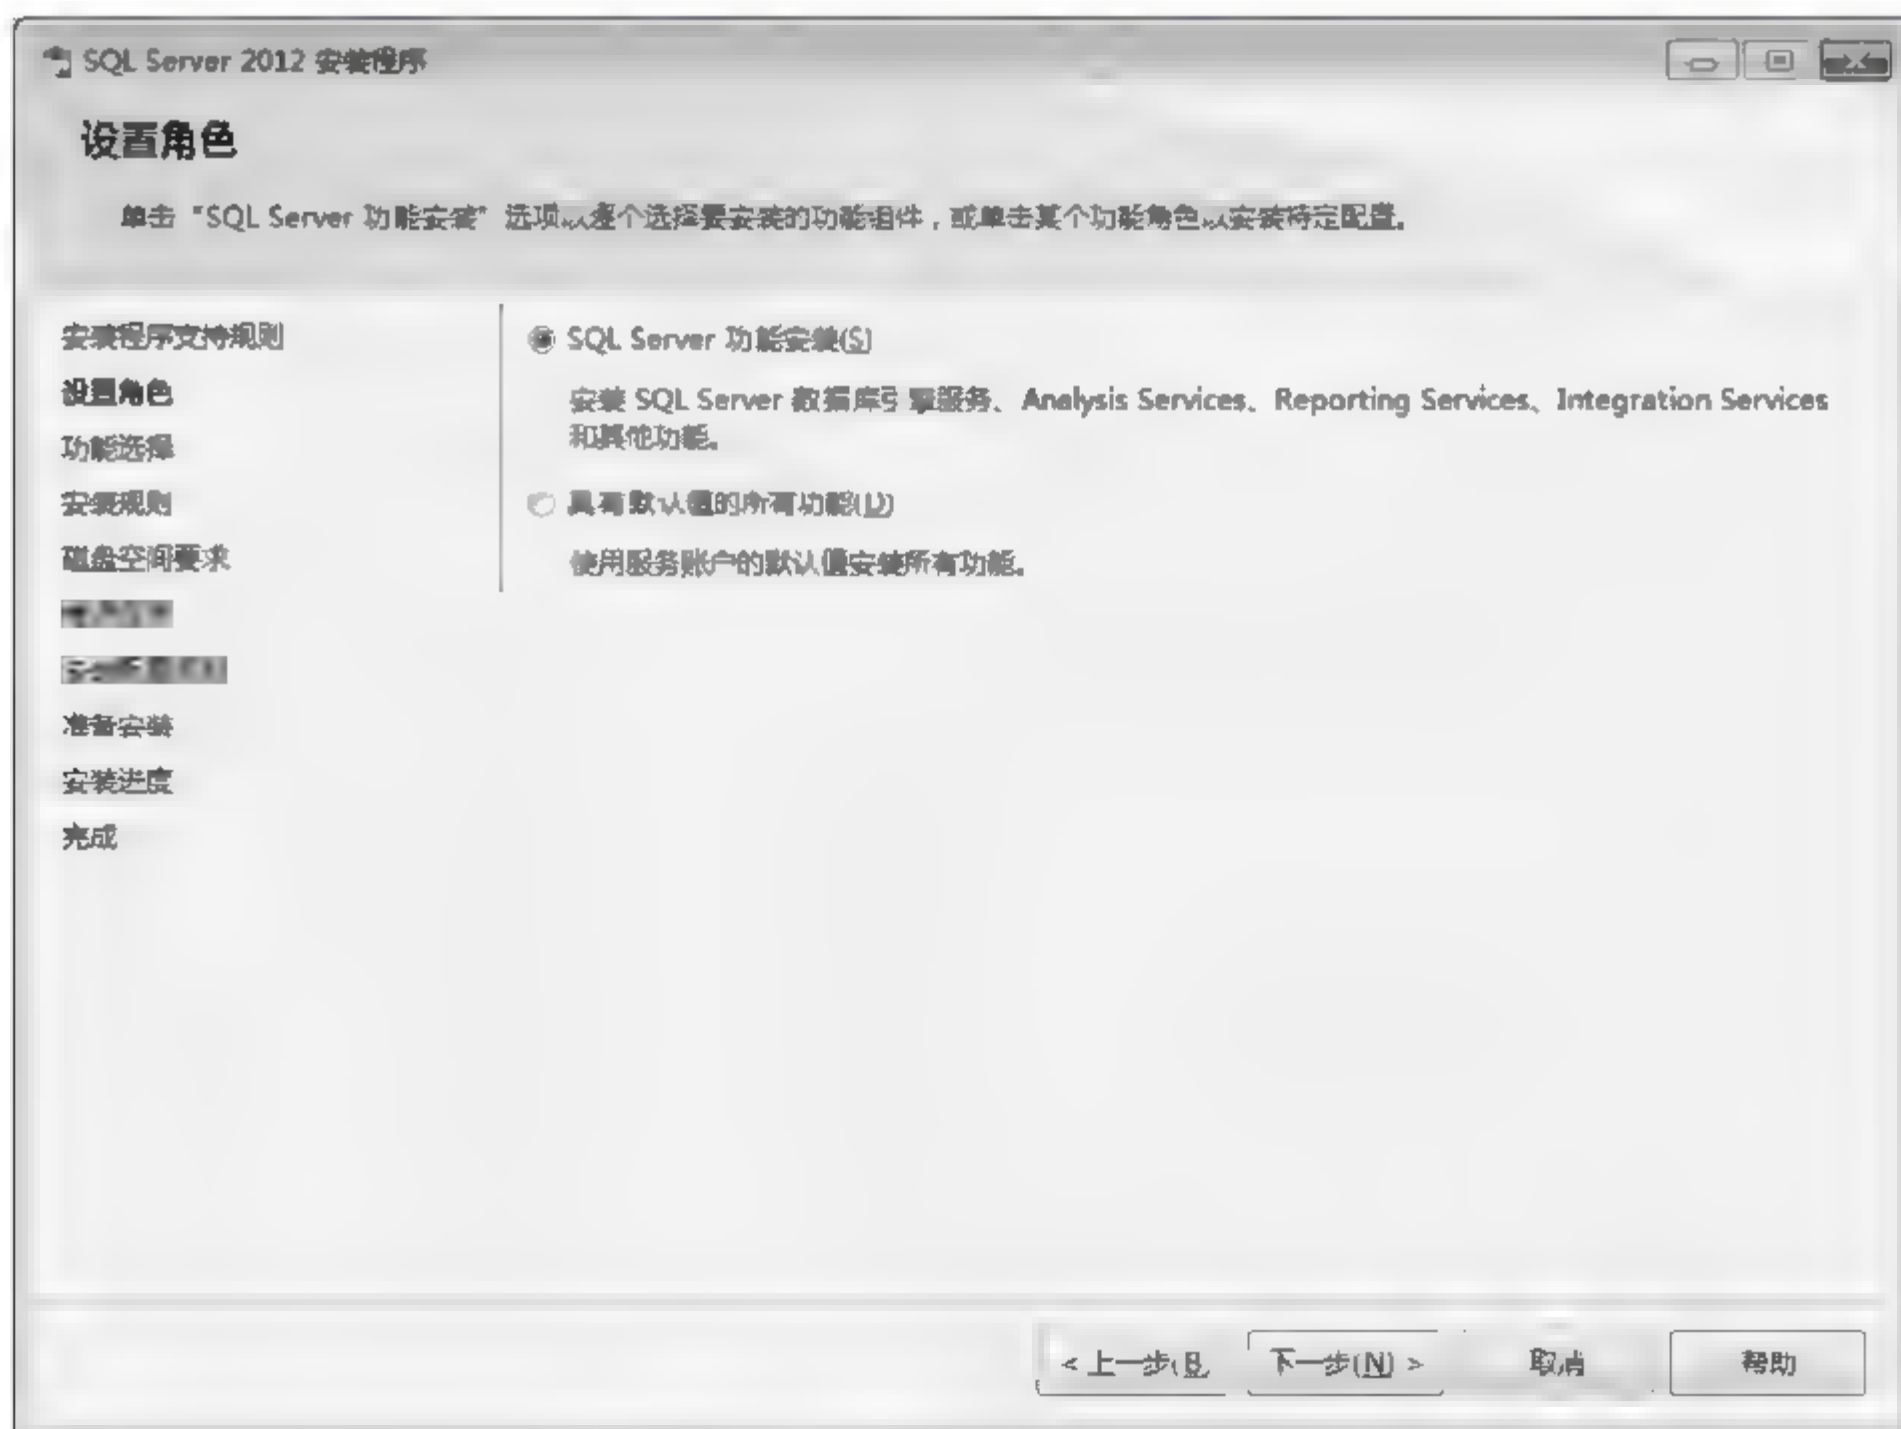 SQL Server 2012 安装程序
设置角色
单击 "SQL Server 功能安装" 选项以逐个选择要安装的功能组件，或单击某个功能角色以安装特定配置。
安装程序支持规则
设置角色
功能选择
安装规则
磁盘空间要求
准备安装
安装进度
完成
SQL Server 功能安装(S)
安装 SQL Server 数据库引擎服务、Analysis Services、Reporting Services、Integration Services
和其他功能。
具有默认值的所有功能(D)
使用服务账户的默认值安装所有功能。
< 上一步(B)
下一步(N) >
取消
帮助